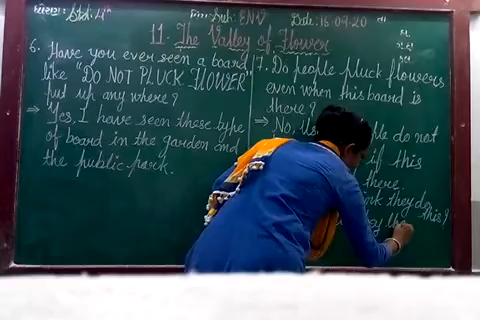 Std: 4th Sub: ENV Date: 16.09.20
11. The Valley of Flower
6. Have you ever seen a board
like "DO NOT PLUCK FLOWER"
put up any where?
⇒ Yes, I have seen these type
of board in the garden and
the public park.
7. Do people pluck flowers
even when this board is
there?
⇒ No, do not
if this
there.
they do
this?